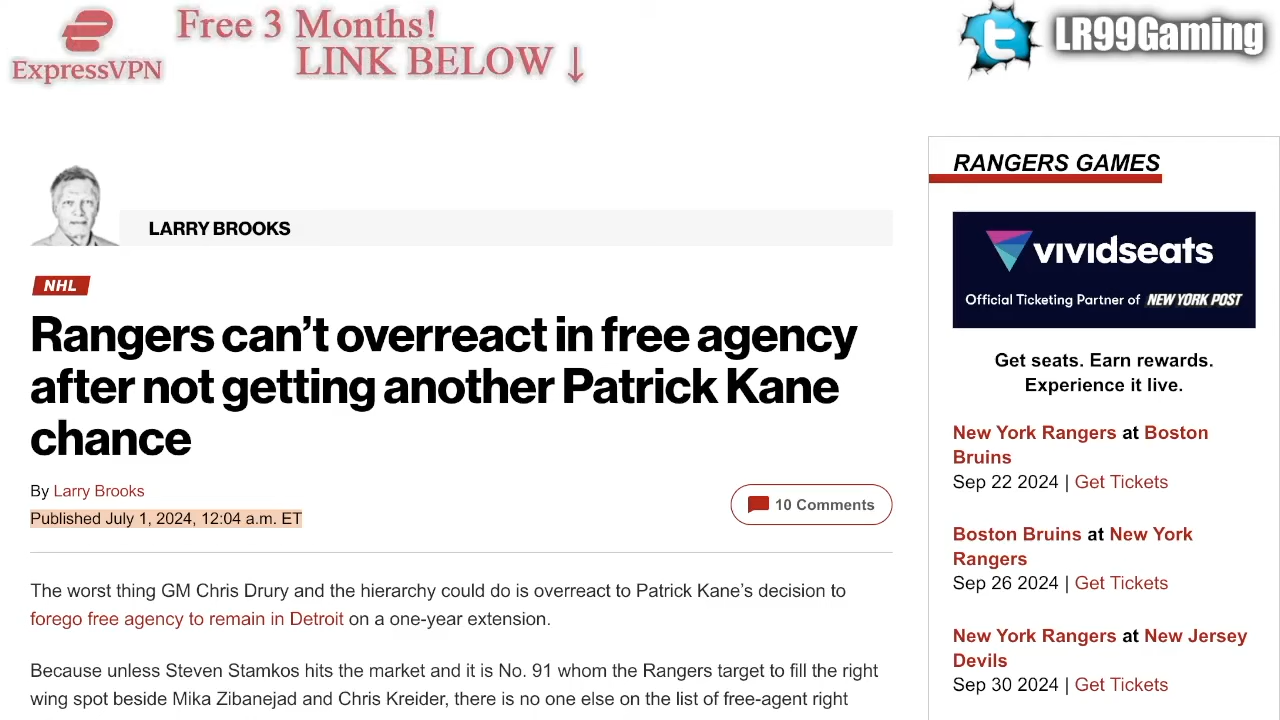 ExpressVPN
Free 3 Months!
LINK BELOW ↓
LR99Gaming
LARRY BROOKS
NHL
Rangers can’t overreact in free agency
after not getting another Patrick Kane
chance
By Larry Brooks
Published July 1, 2024, 12:04 a.m. ET
10 Comments
The worst thing GM Chris Drury and the hierarchy could do is overreact to Patrick Kane’s decision to
forego free agency to remain in Detroit on a one-year extension.
Because unless Steven Stamkos hits the market and it is No. 91 whom the Rangers target to fill the right
wing spot beside Mika Zibanejad and Chris Kreider, there is no one else on the list of free-agent right
RANGERS GAMES
vividseats
Official Ticketing Partner of NEW YORK POST
Get seats. Earn rewards.
Experience it live.
New York Rangers at Boston
Bruins
Sep 22 2024 | Get Tickets
Boston Bruins at New York
Rangers
Sep 26 2024 | Get Tickets
New York Rangers at New Jersey
Devils
Sep 30 2024 | Get Tickets